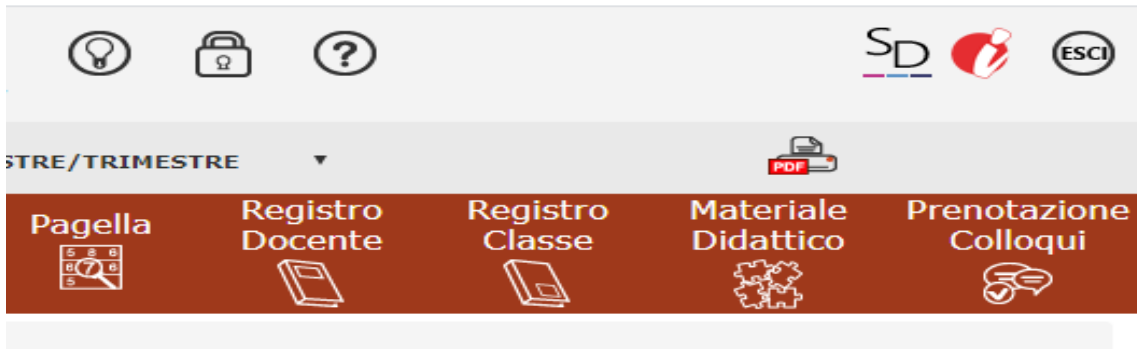 ?
SD
ESCI
STRE/TRIMESTRE
PDF
Pagella
Registro
Docente
Registro
Classe
Materiale
Didattico
Prenotazione
Colloqui